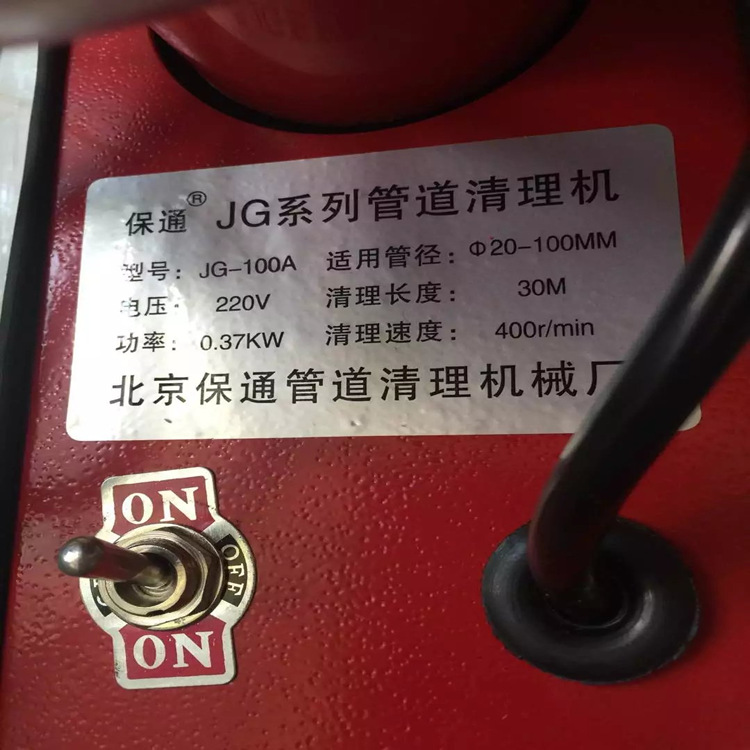 保通® JG系列管道清理机
型号: JG-100A 适用管径: Φ20-100MM
电压: 220V 清理长度: 30M
功率: 0.37KW 清理速度: 400r/min
北京保通管道清理机械厂
ON
OFF
ON